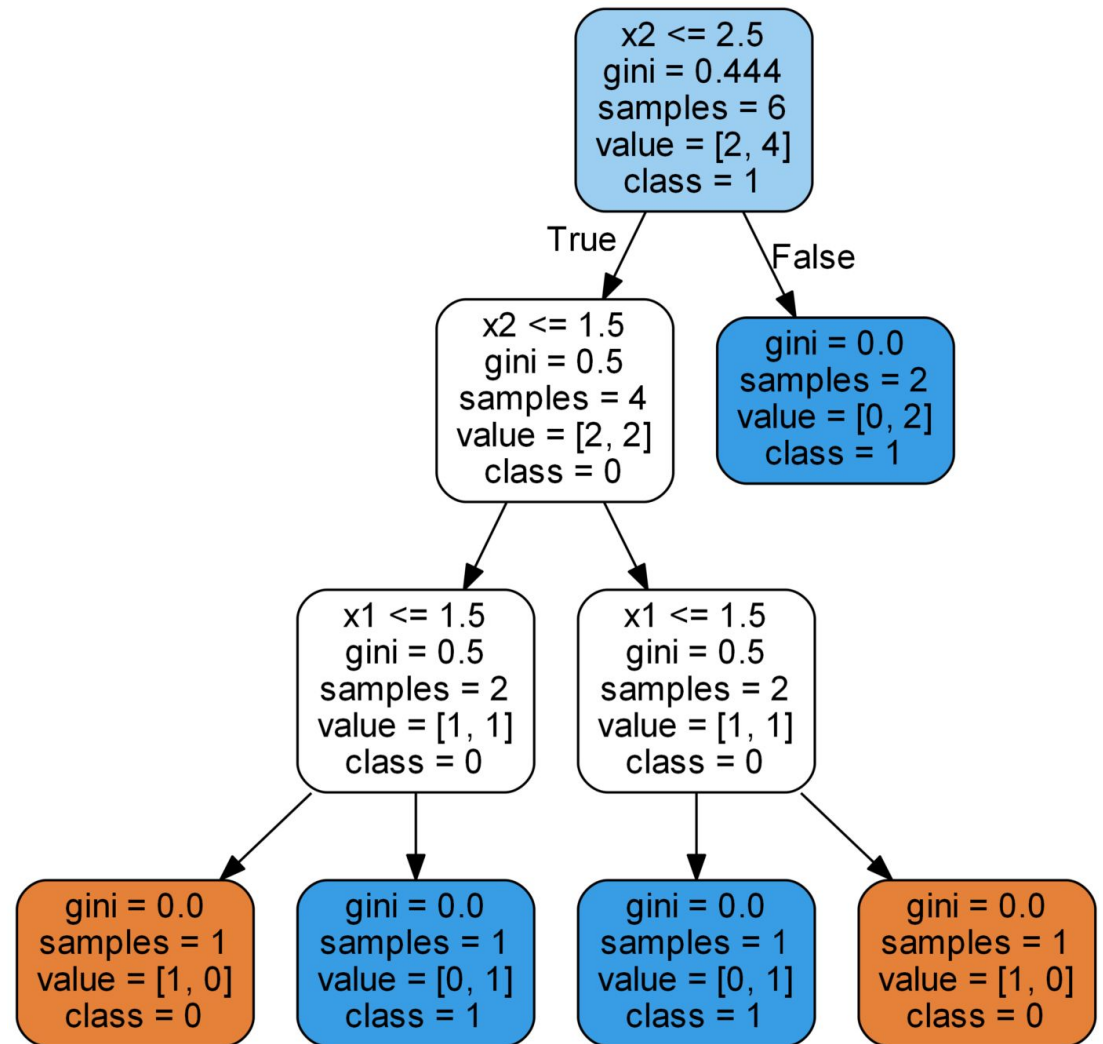 x2 <= 2.5
gini = 0.444
samples = 6
value = [2, 4]
class = 1
True
False
x2 <= 1.5
gini = 0.5
samples = 4
value = [2, 2]
class = 0
gini = 0.0
samples = 2
value = [0, 2]
class = 1
x1 <= 1.5
gini = 0.5
samples = 2
value = [1, 1]
class = 0
x1 <= 1.5
gini = 0.5
samples = 2
value = [1, 1]
class = 0
gini = 0.0
samples = 1
value = [1, 0]
class = 0
gini = 0.0
samples = 1
value = [0, 1]
class = 1
gini = 0.0
samples = 1
value = [0, 1]
class = 1
gini = 0.0
samples = 1
value = [1, 0]
class = 0